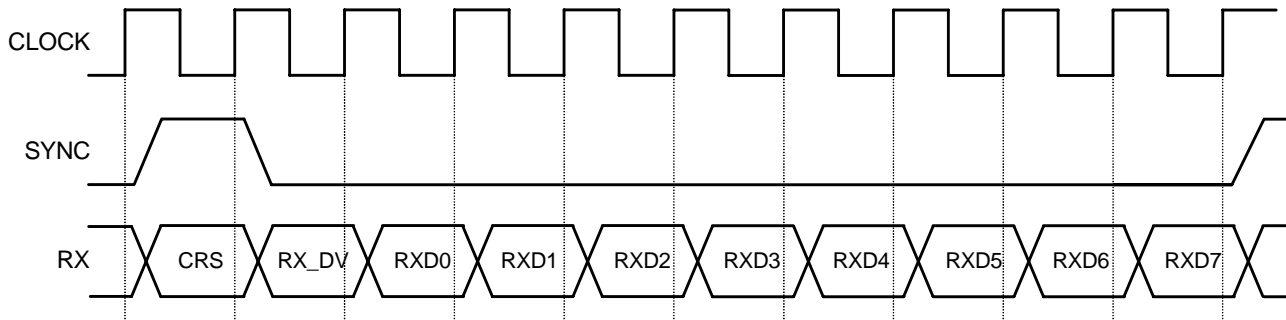 CLOCK
SYNC
RX CRS RX_DV RXD0 RXD1 RXD2 RXD3 RXD4 RXD5 RXD6 RXD7